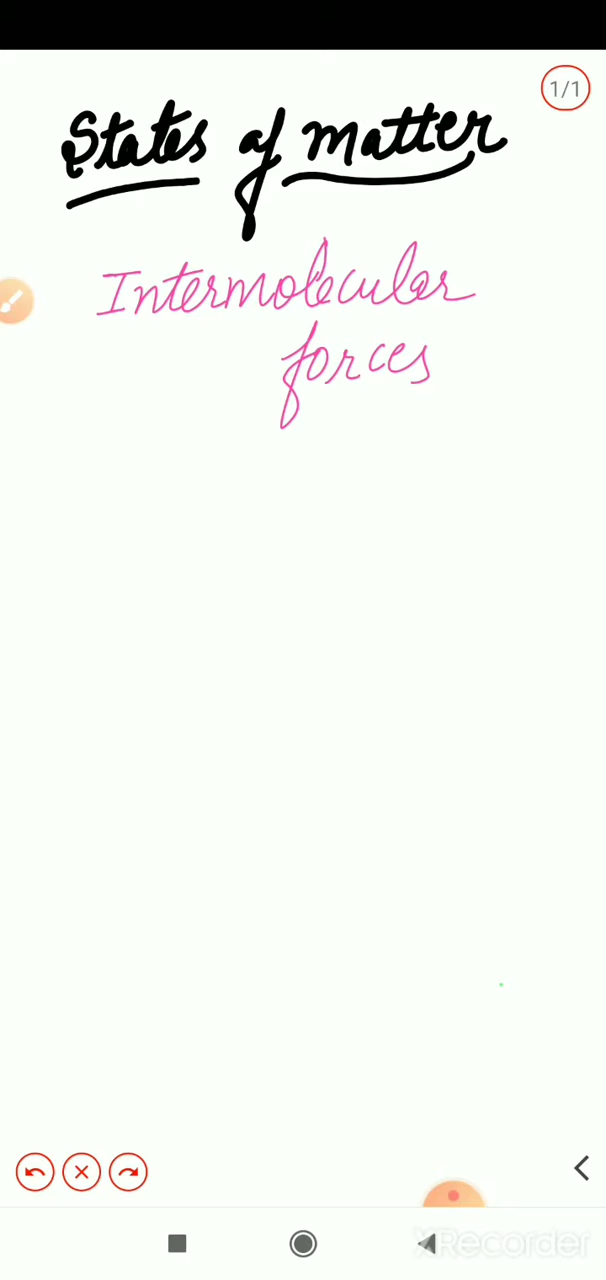 1/1
States of matter
Intermolecular
forces
XRecorder